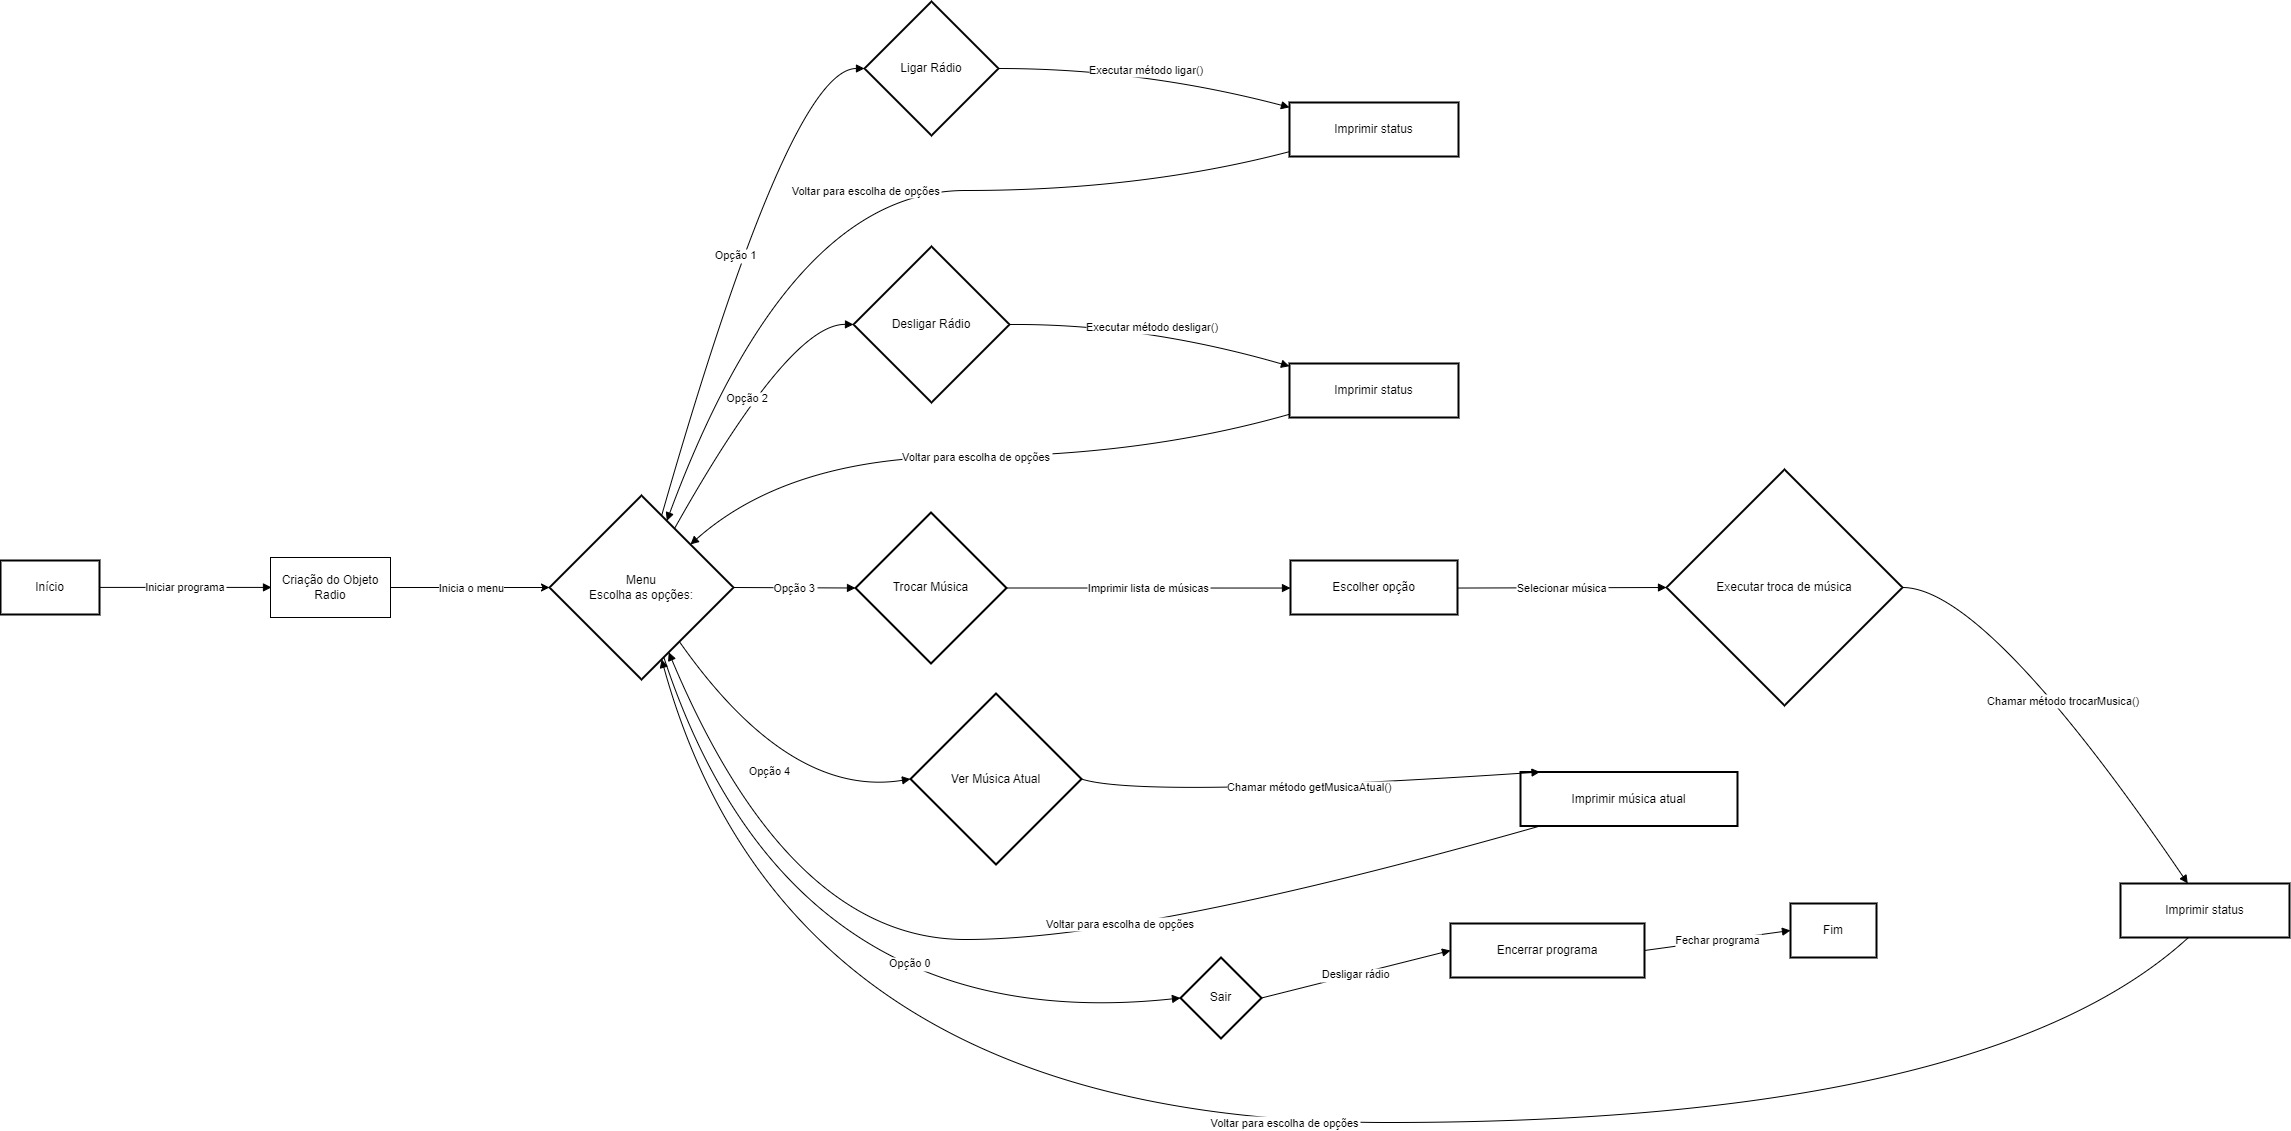 Ligar Rádio
Executar método ligar()
Imprimir status
Voltar para escolha de opções
Opção 1
Desligar Rádio
Executar método desligar()
Imprimir status
Opção 2
Voltar para escolha de opções
Início
Iniciar programa
Criação do Objeto
Radio
Inicia o menu
Menu
Escolha as opções:
Opção 3
Trocar Música
Imprimir lista de músicas
Escolher opção
Selecionar música
Executar troca de música
Chamar método trocarMusica()
Opção 4
Ver Música Atual
Chamar método getMusicaAtual()
Imprimir música atual
Imprimir status
Voltar para escolha de opções
Opção 0
Sair
Desligar rádio
Encerrar programa
Fechar programa
Fim
Voltar para escolha de opções